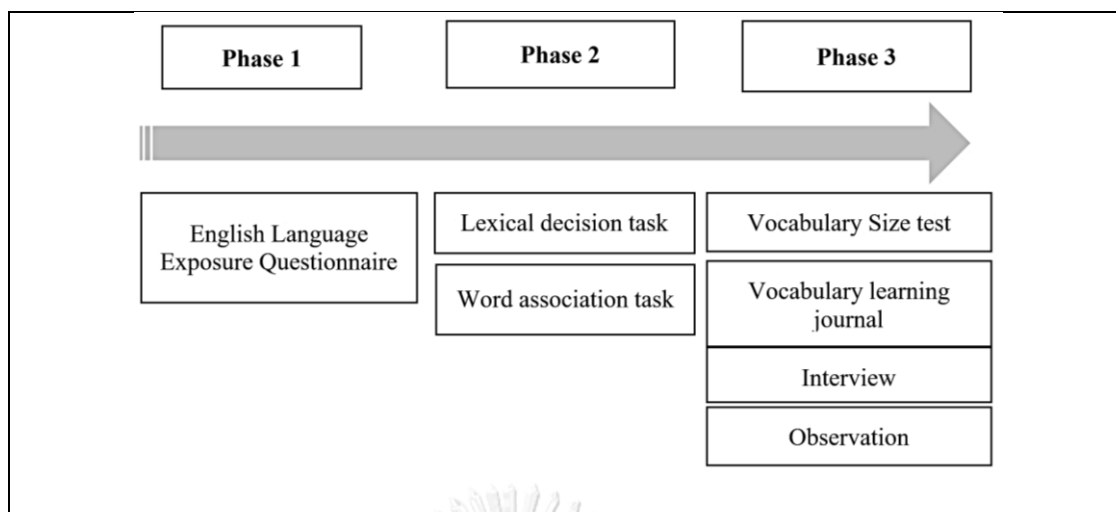 Phase 1
Phase 2
Phase 3
English Language
Exposure Questionnaire
Lexical decision task
Word association task
Vocabulary Size test
Vocabulary learning
journal
Interview
Observation